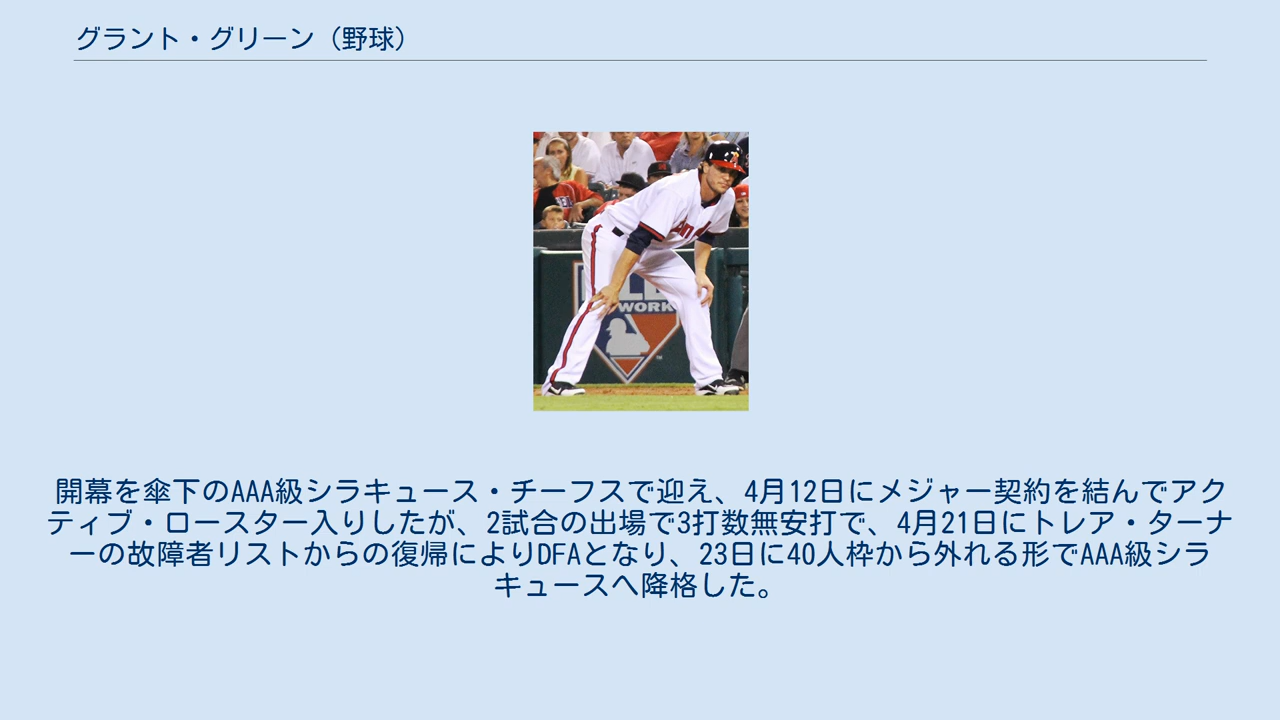 グラント・グリーン（野球）
WORK
開幕を傘下のAAA級シラキュース・チーフスで迎え、4月12日にメジャー契約を結んでアク
ティブ・ロースター入りしたが、2試合の出場で3打数無安打で、4月21日にトレア・ターナ
ーの故障者リストからの復帰によりDFAとなり、23日に40人枠から外れる形でAAA級シラ
キュースへ降格した。